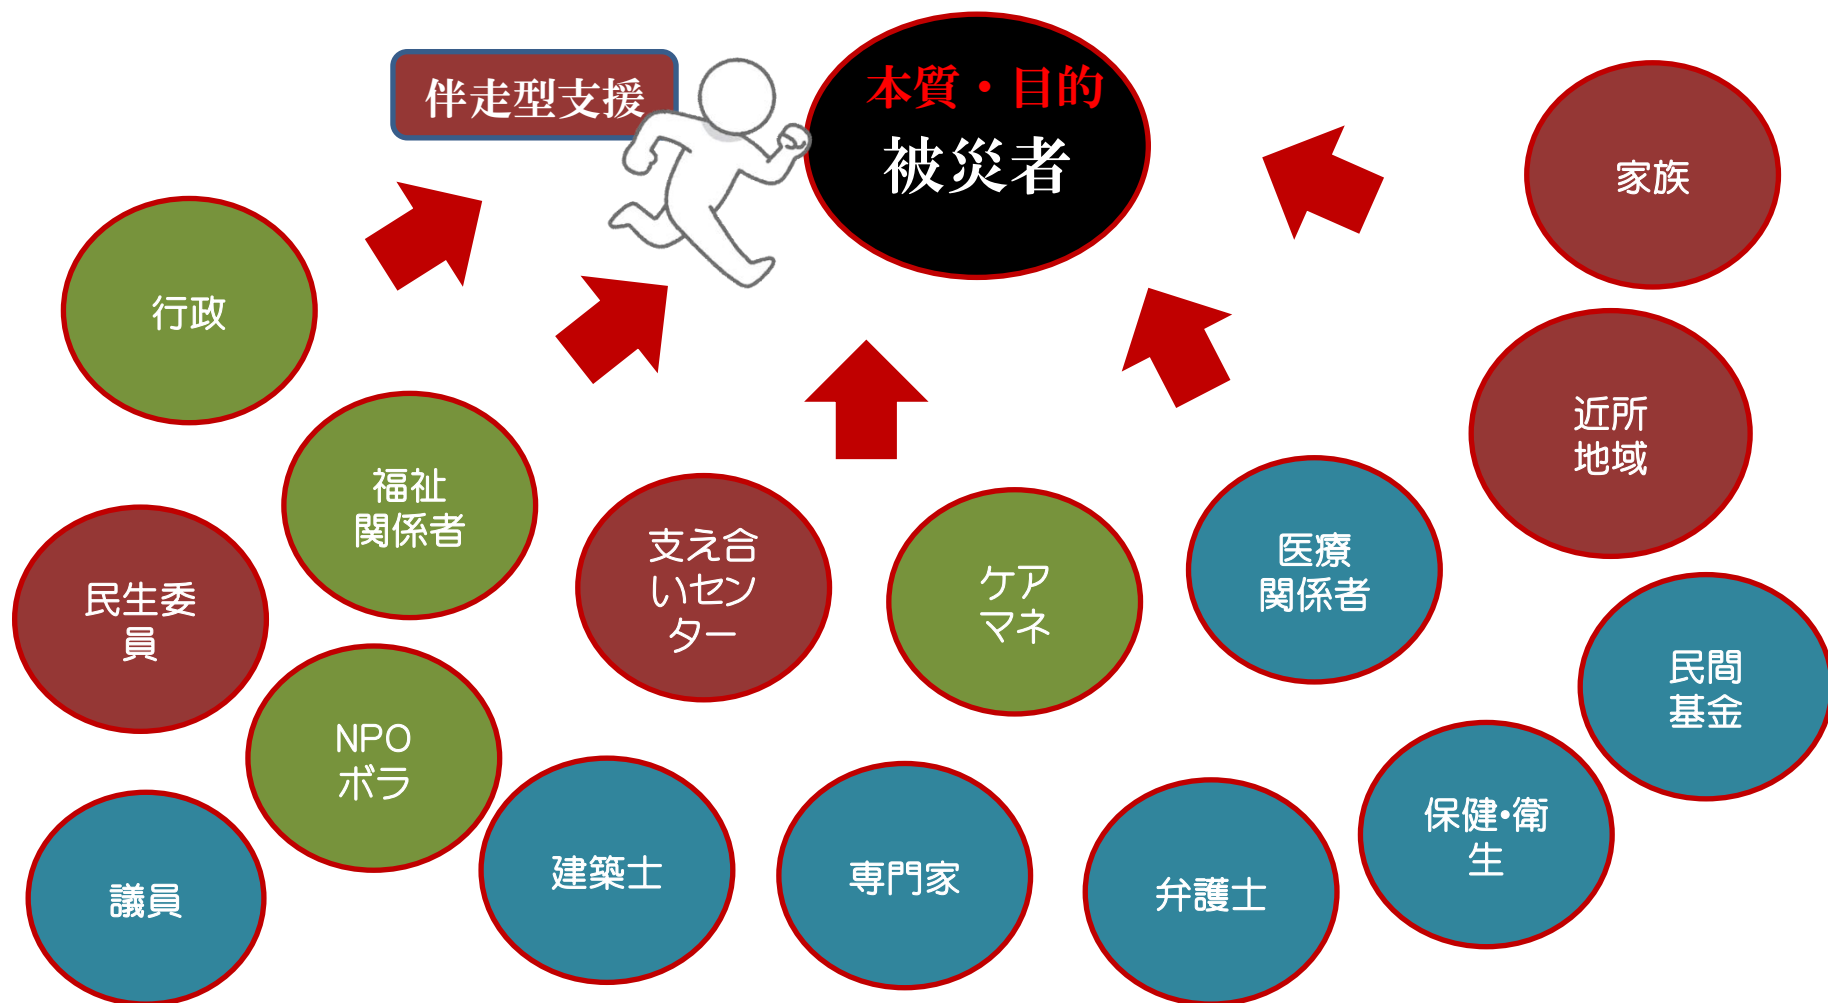 伴走型支援
本質・目的
被災者
家族
行政
近所
地域
福祉
関係者
支え合
いセン
ター
ケア
マネ
医療
関係者
民生委
員
民間
基金
NPO
ボラ
保健・衛
生
議員
建築士
専門家
弁護士